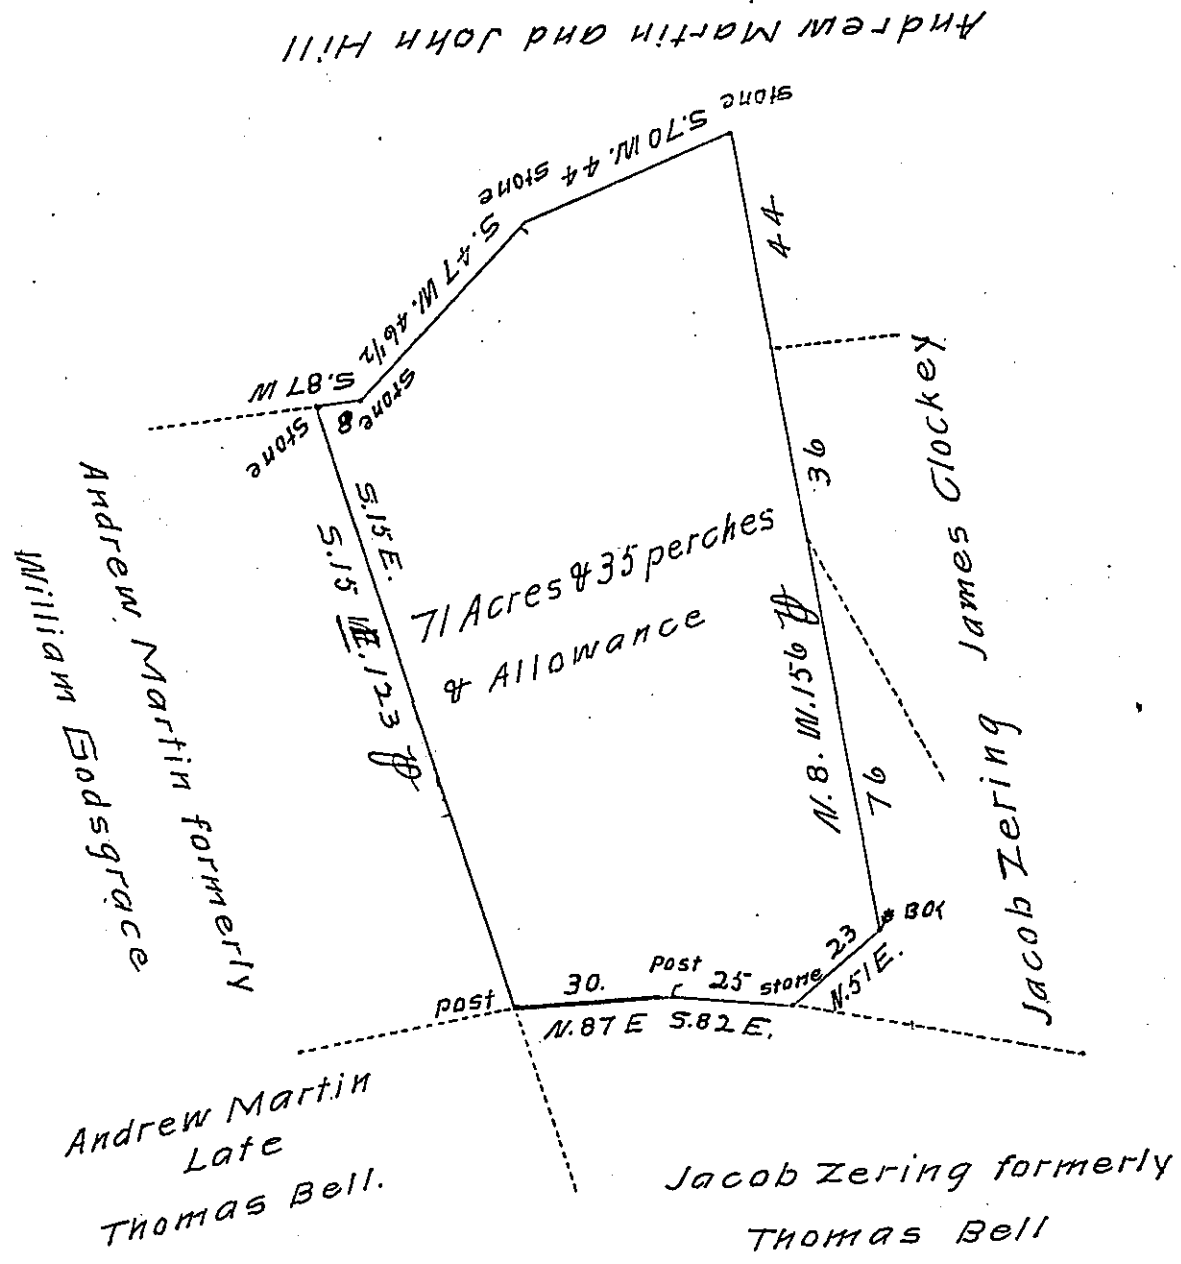 Andrew Martin and John Hill
stone
S.70 W. 44
stone
S.47 W. 46 1/2
stone
S.87 W
8
stone
44
36
James Clockey
S.15 E.
S.15 E. 123 p
71 Acres & 35 perches
& Allowance
N. 8. W. 156 p
76
Andrew Martin formerly
William Godsgrace
Jacob Zering
* BO
23
N.51 E.
stone
25
Post
30.
post
N.87 E
S.82 E.
Andrew Martin
Late
Thomas Bell.
Jacob Zering formerly
Thomas Bell